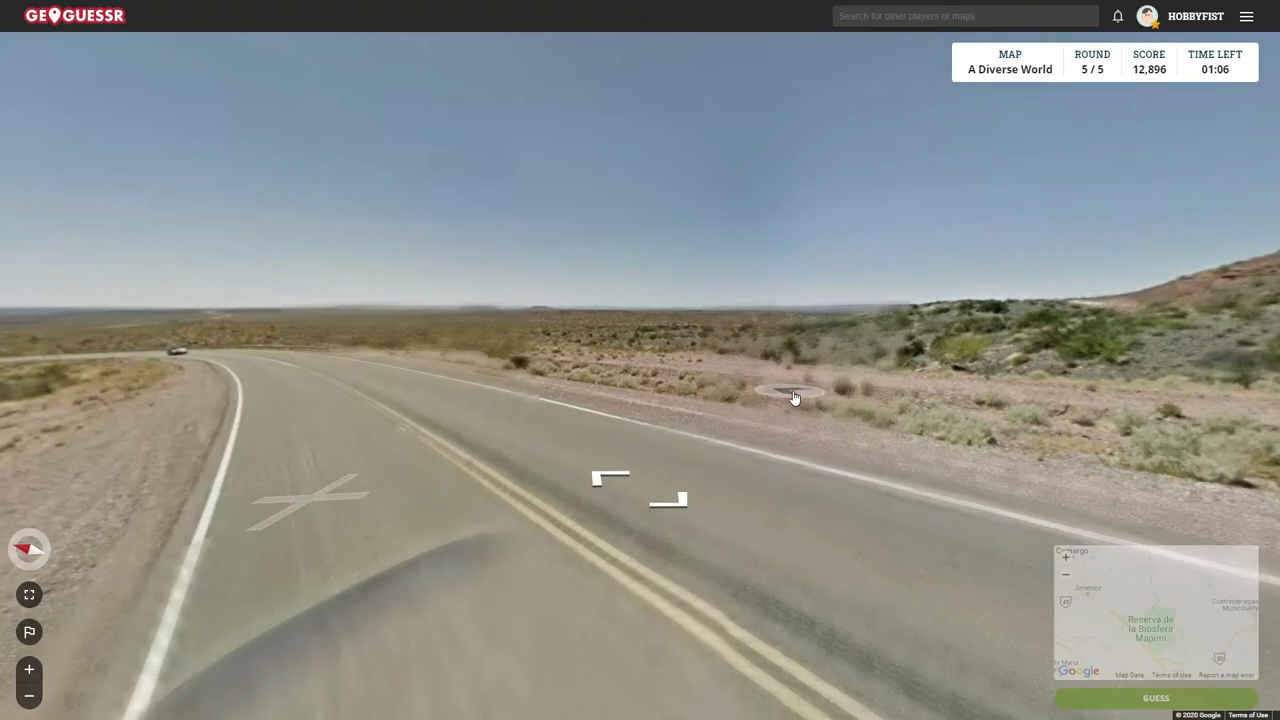 GEOGUESSR
Search for other players or maps
HOBBYFIST
MAP ROUND SCORE TIME LEFT
A Diverse World 5 / 5 12,896 01:06
Camargo
+
−
Jiménez
45
Cuatrociénegas
Municipality
Reserva de
la Biosfera
Mapimí
30
Google Map Data Terms of Use Report a map error
+
−
GUESS
© 2020 Google Terms of Use